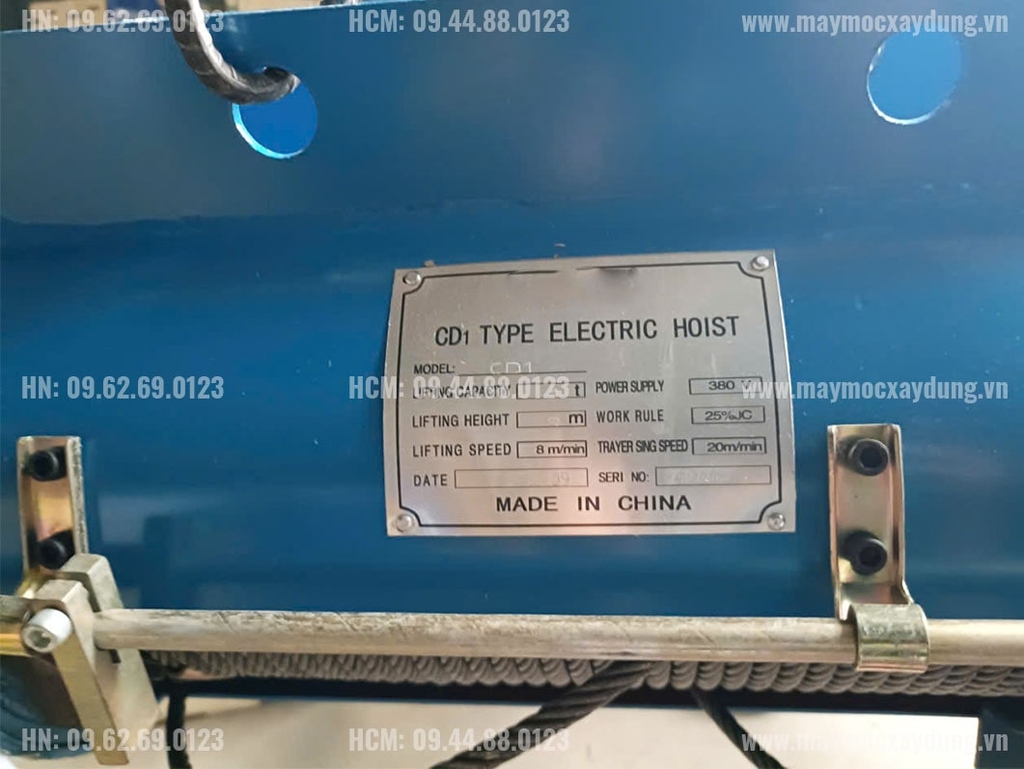 HN: 09.62.69.0123 HCM: 09.44.88.0123 www.maymocxaydung.vn
CD1 TYPE ELECTRIC HOIST
MODEL: CD1
HN: 09.62.69.0123 HCM: 09.44.88.0123 www.maymocxaydung.vn
LIFTING CAPACITY t POWER SUPPLY 380 V
LIFTING HEIGHT m WORK RULE 25%JC
LIFTING SPEED 8 m/min TRAYER SING SPEED 20m/min
DATE SERI NO:
MADE IN CHINA
HN: 09.62.69.0123 HCM: 09.44.88.0123 www.maymocxaydung.vn